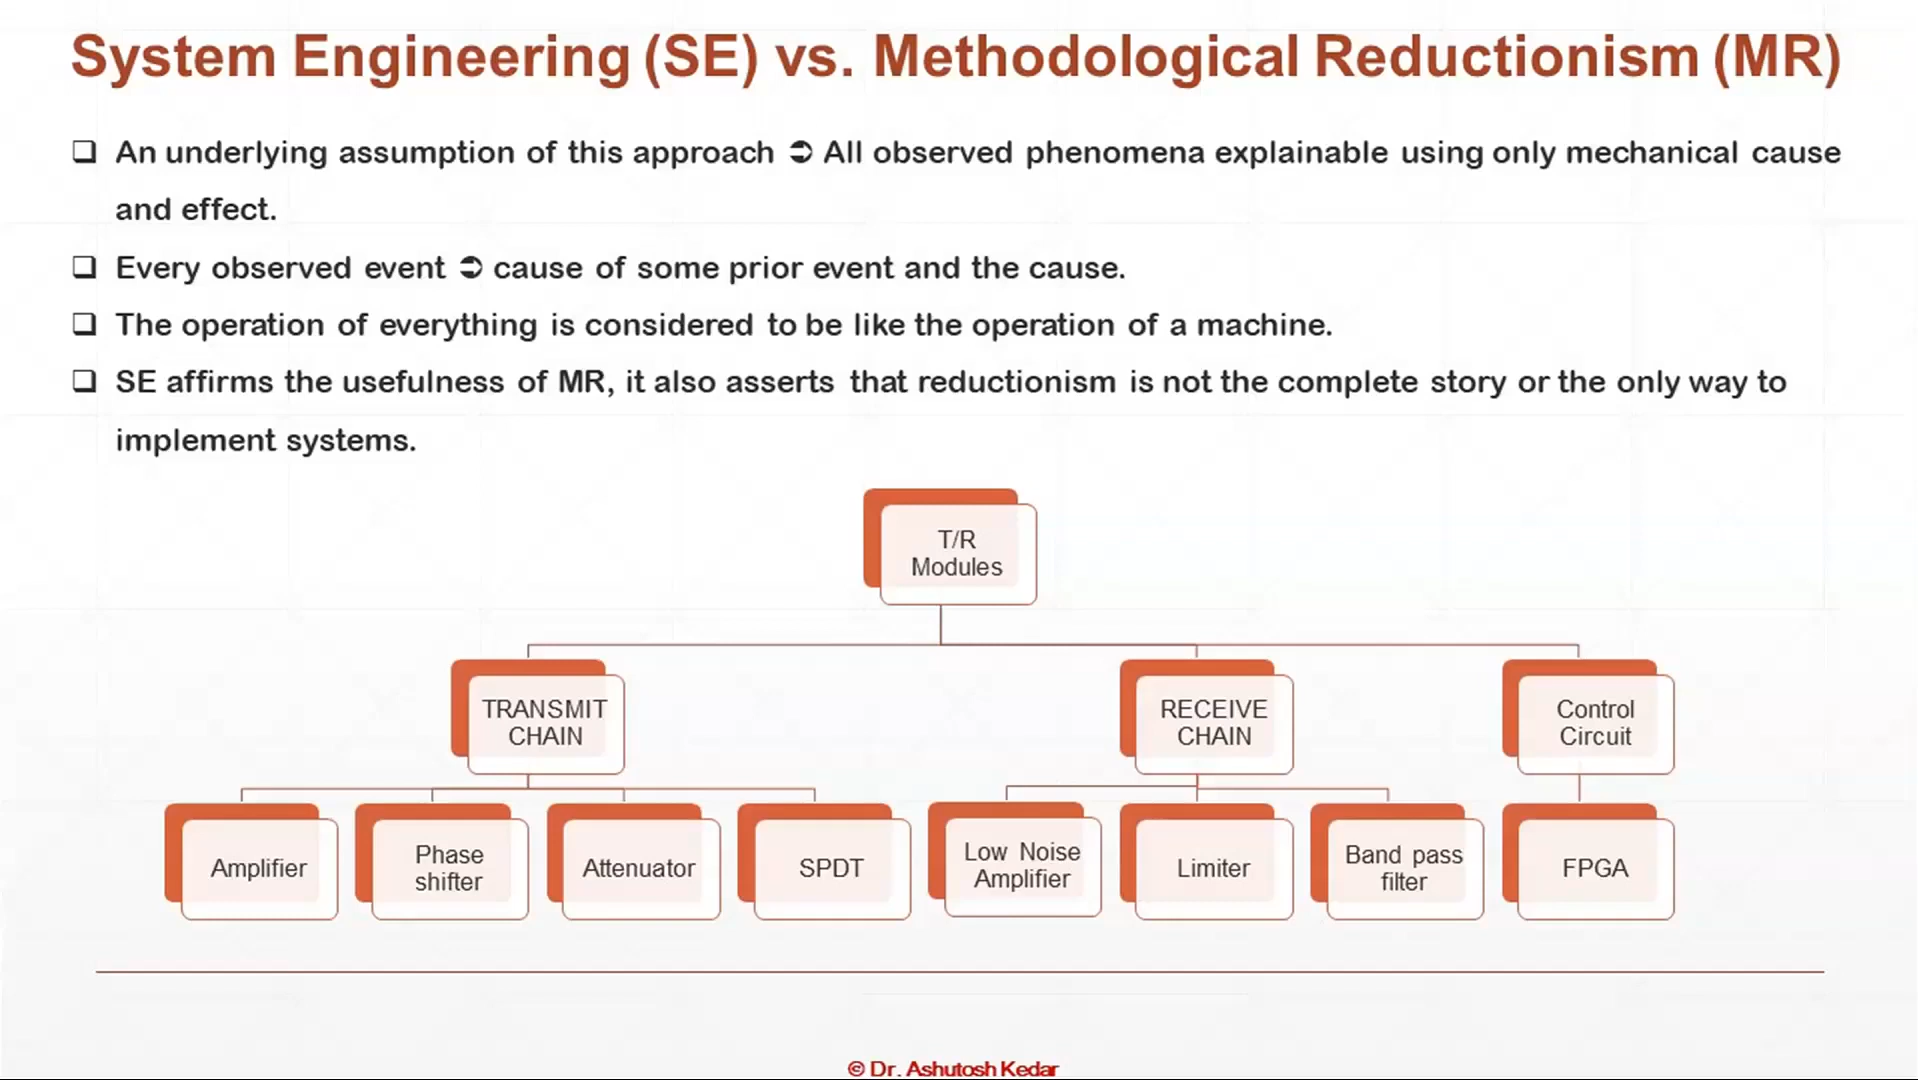 System Engineering (SE) vs. Methodological Reductionism (MR)
❑ An underlying assumption of this approach ➲ All observed phenomena explainable using only mechanical cause
and effect.
❑ Every observed event ➲ cause of some prior event and the cause.
❑ The operation of everything is considered to be like the operation of a machine.
❑ SE affirms the usefulness of MR, it also asserts that reductionism is not the complete story or the only way to
implement systems.
T/R
Modules
TRANSMIT
CHAIN
RECEIVE
CHAIN
Control
Circuit
Amplifier
Phase
shifter
Attenuator
SPDT
Low Noise
Amplifier
Limiter
Band pass
filter
FPGA
© Dr. Ashutosh Kedar